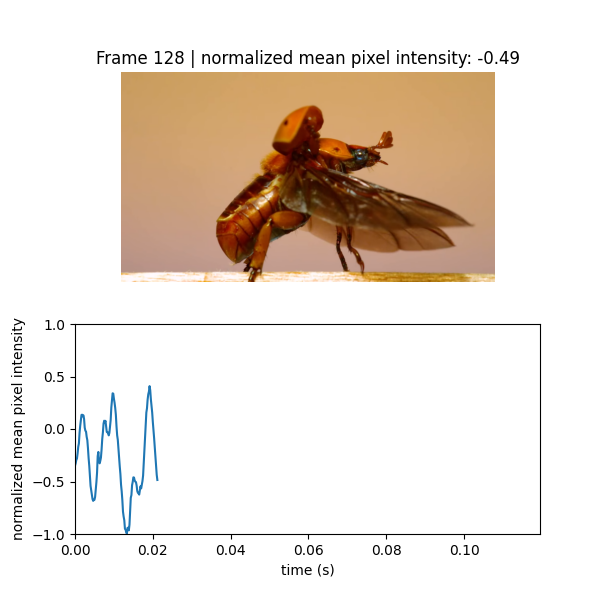 Frame 128 | normalized mean pixel intensity: -0.49
normalized mean pixel intensity
1.0
0.5
0.0
−0.5
−1.0
0.00 0.02 0.04 0.06 0.08 0.10
time (s)